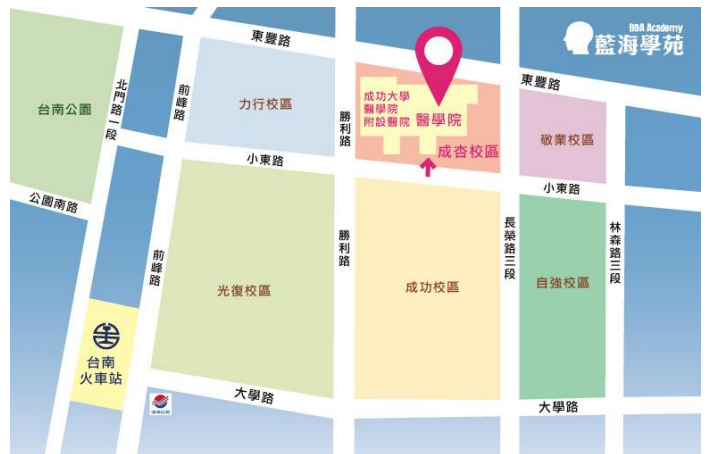 BOA Academy
藍海學苑
東豐路
北門路一段
前峰路
台南公園
力行校區
勝利路
成功大學
醫學院
附設醫院
醫學院
成杏校區
東豐路
敬業校區
小東路
小東路
公園南路
前峰路
光復校區
勝利路
成功校區
長榮路三段
自強校區
林森路三段
台南
火車站
大學路
大學路